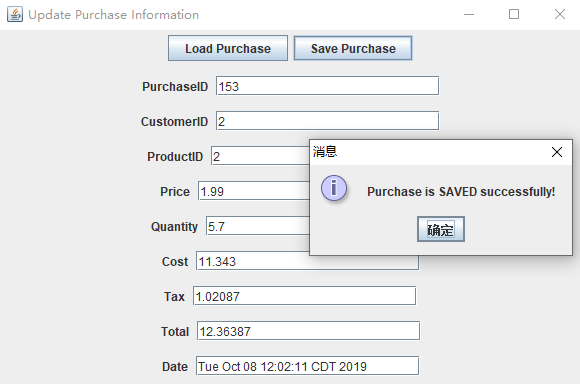 Update Purchase Information
Load Purchase Save Purchase
PurchaseID 153
CustomerID 2
消息
ProductID 2
Purchase is SAVED successfully!
Price 1.99
确定
Quantity 5.7
Cost 11.343
Tax 1.02087
Total 12.36387
Date Tue Oct 08 12:02:11 CDT 2019